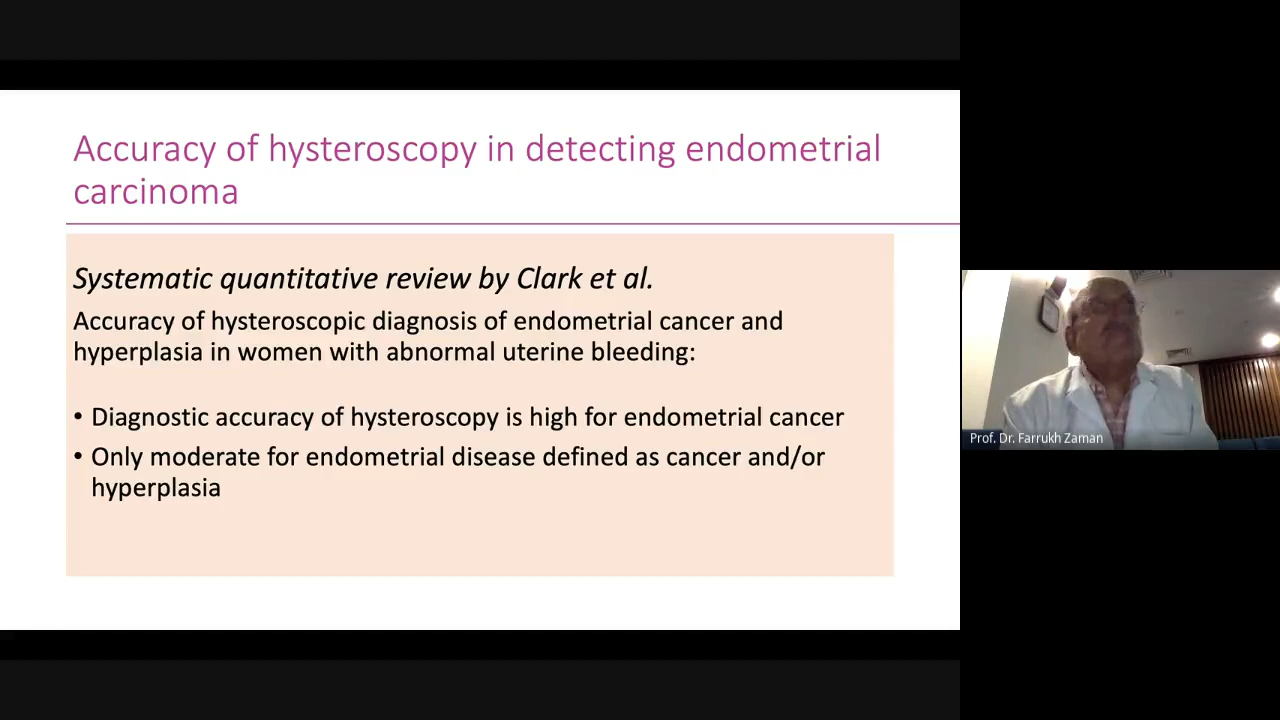 Accuracy of hysteroscopy in detecting endometrial
carcinoma
Systematic quantitative review by Clark et al.
Accuracy of hysteroscopic diagnosis of endometrial cancer and
hyperplasia in women with abnormal uterine bleeding:
• Diagnostic accuracy of hysteroscopy is high for endometrial cancer
• Only moderate for endometrial disease defined as cancer and/or
hyperplasia
Prof. Dr. Farrukh Zaman